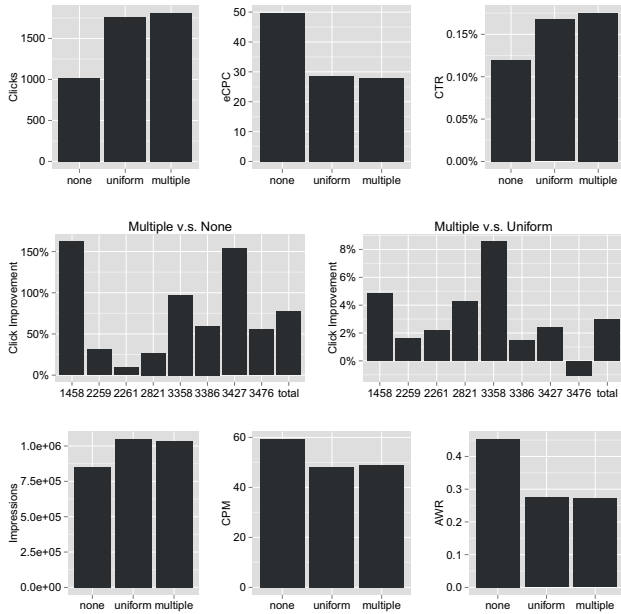 Clicks
1500
1000
500
0
none uniform multiple
eCPC
50
40
30
20
10
0
none uniform multiple
CTR
0.15%
0.10%
0.05%
0.00%
none uniform multiple
Multiple v.s. None
Click Improvement
150%
100%
50%
0%
1458 2259 2261 2821 3358 3386 3427 3476 total
Multiple v.s. Uniform
Click Improvement
8%
6%
4%
2%
0%
1458 2259 2261 2821 3358 3386 3427 3476 total
Impressions
1.0e+06
7.5e+05
5.0e+05
2.5e+05
0.0e+00
none uniform multiple
CPM
60
40
20
0
none uniform multiple
AWR
0.4
0.3
0.2
0.1
0.0
none uniform multiple